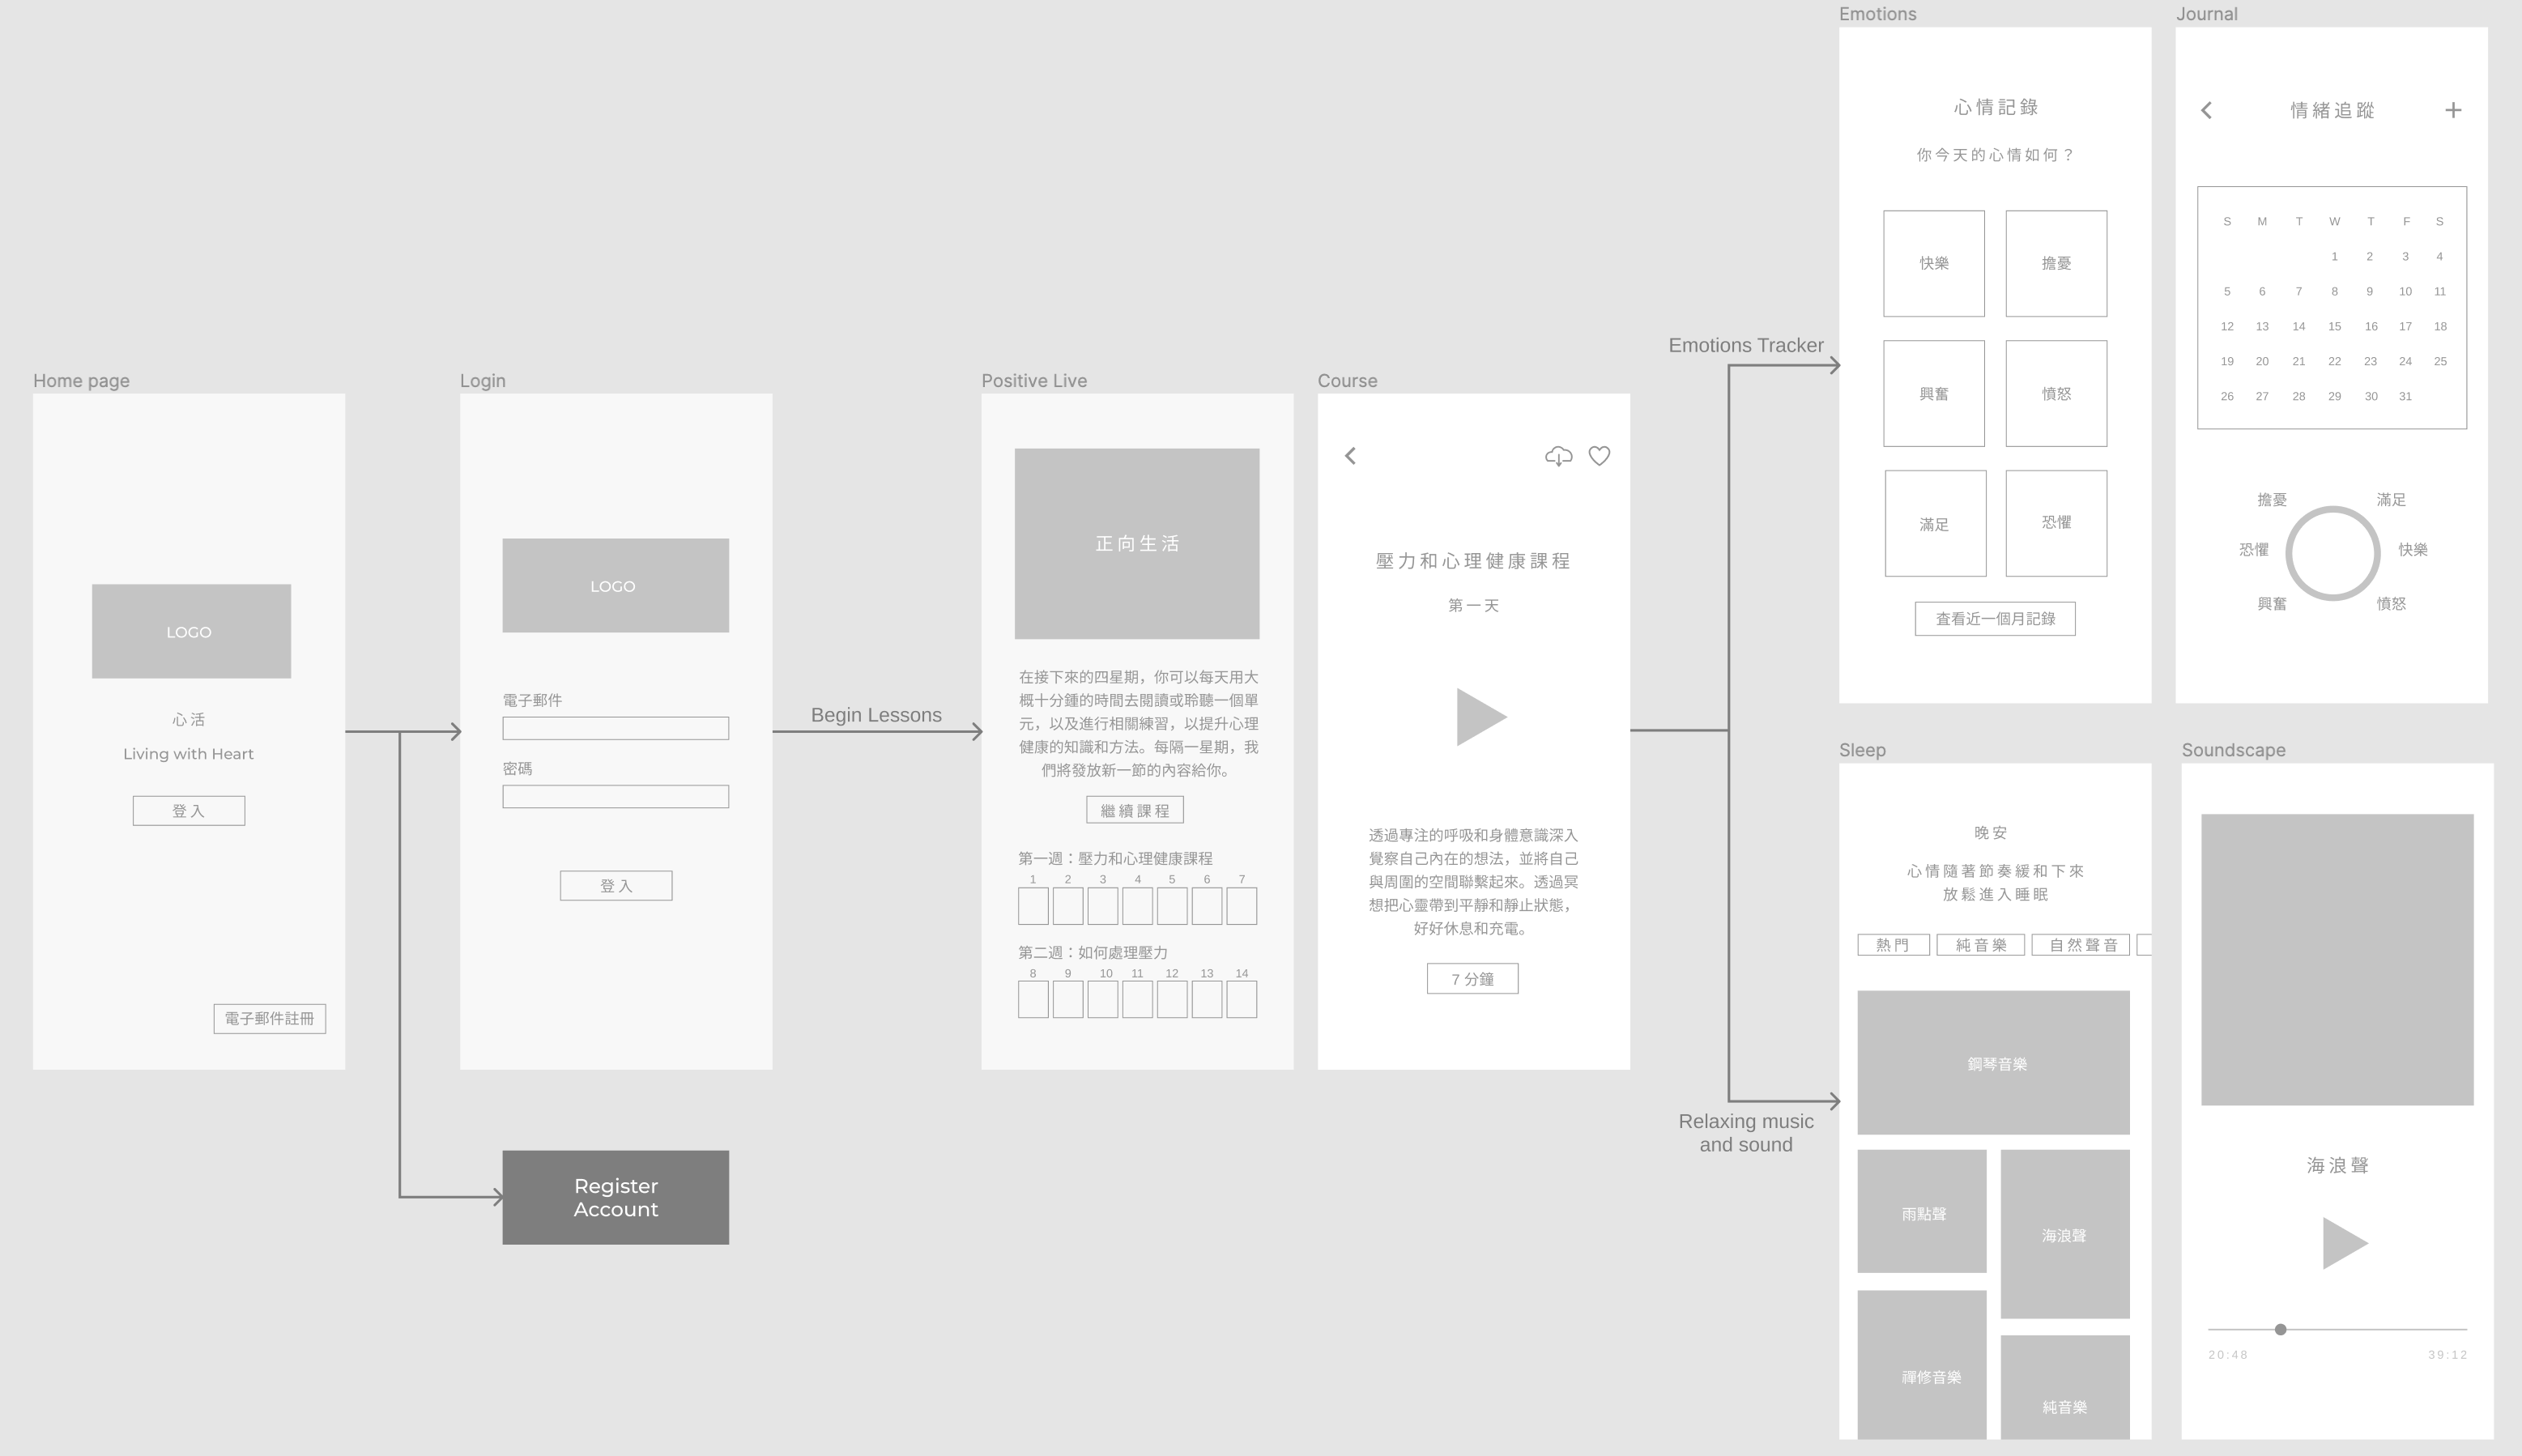 Home page
LOGO
心活
Living with Heart
登入
電子郵件註冊
Login
LOGO
電子郵件
密碼
登入
Register
Account
Begin Lessons
Positive Live
正向生活
在接下來的四星期，你可以每天用大
概十分鍾的時間去閱讀或聆聽一個單
元，以及進行相關練習，以提升心理
健康的知識和方法。每隔一星期，我
們將發放新一節的內容給你。
繼續課程
第一週：壓力和心理健康課程
1 2 3 4 5 6 7
第二週：如何處理壓力
8 9 10 11 12 13 14
Course
壓力和心理健康課程
第一天
透過專注的呼吸和身體意識深入
覺察自己內在的想法，並將自己
與周圍的空間聯繫起來。透過冥
想把心靈帶到平靜和靜止狀態，
好好休息和充電。
7 分鐘
Emotions Tracker
Relaxing music
and sound
Emotions
心情記錄
你今天的心情如何？
快樂 擔憂
興奮 憤怒
滿足 恐懼
查看近一個月記錄
Journal
情緒追蹤
S M T W T F S
1 2 3 4
5 6 7 8 9 10 11
12 13 14 15 16 17 18
19 20 21 22 23 24 25
26 27 28 29 30 31
擔憂 滿足
恐懼 快樂
興奮 憤怒
Sleep
晚安
心情隨著節奏緩和下來
放鬆進入睡眠
熱門 純音樂 自然聲音
鋼琴音樂
雨點聲
海浪聲
禪修音樂
純音樂
Soundscape
海浪聲
20:48 39:12